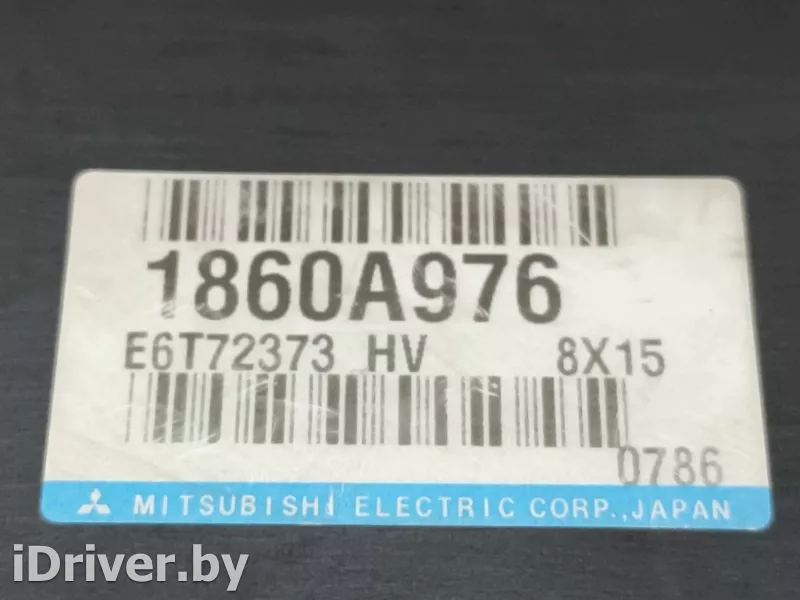 1860A976
E6T72373 HV 8X15
0786
MITSUBISHI ELECTRIC CORP., JAPAN
iDriver.by